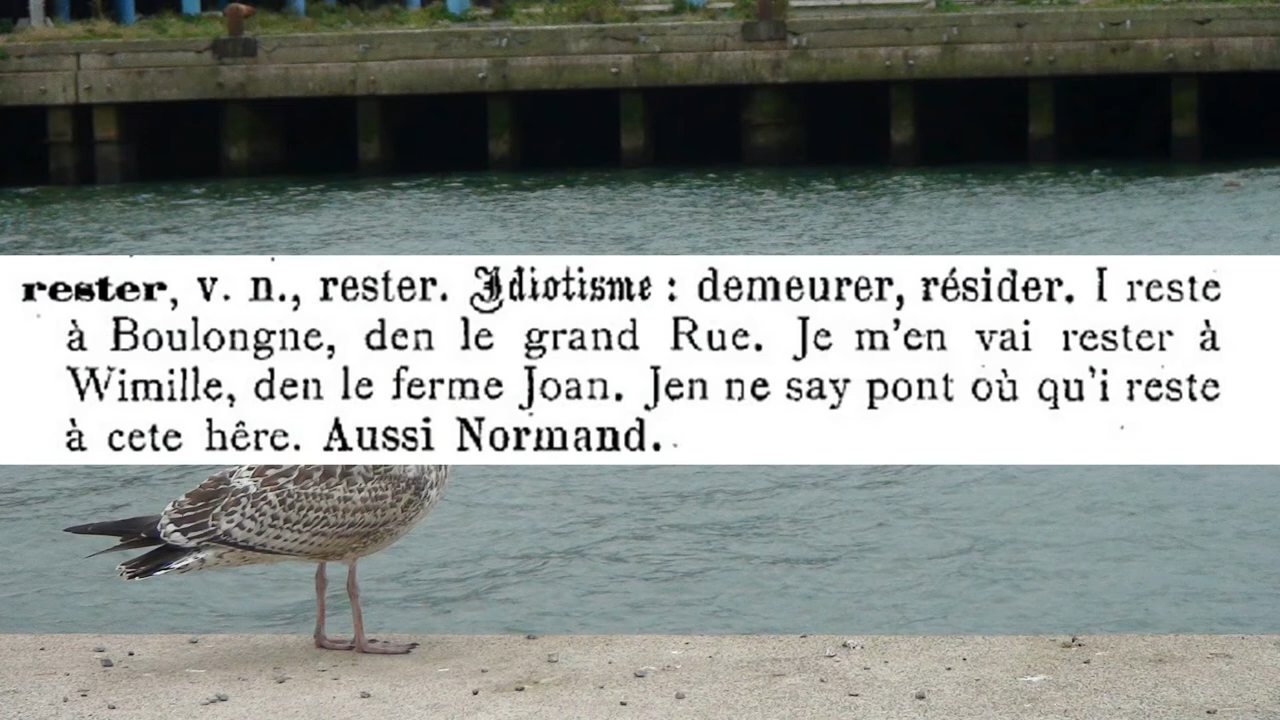 rester, v. n., rester. Idiotisme : demeurer, résider. I reste
à Boulongne, den le grand Rue. Je m'en vai rester à
Wimille, den le ferme Joan. Jen ne say pont où qu'i reste
à cete hêre. Aussi Normand.